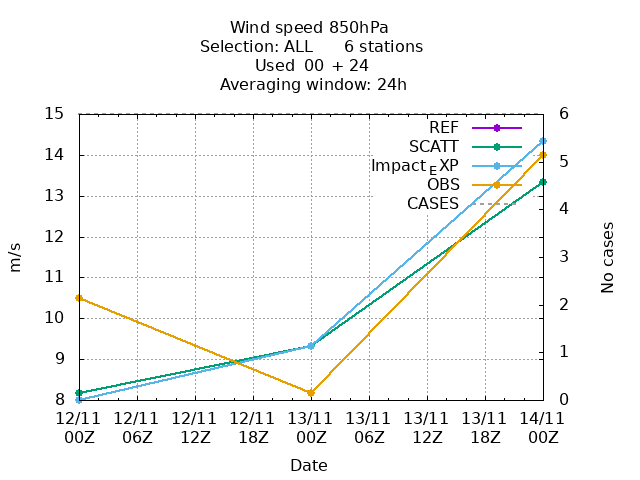 Wind speed 850hPa
Selection: ALL 6 stations
Used 00 + 24
Averaging window: 24h
15
14
13
12
11
10
9
8
m/s
6
5
4
3
2
1
0
No cases
REF
SCATT
Impact_EXP
OBS
CASES
12/11 12/11 12/11 12/11 13/11 13/11 13/11 13/11 14/11
00Z 06Z 12Z 18Z 00Z 06Z 12Z 18Z 00Z
Date